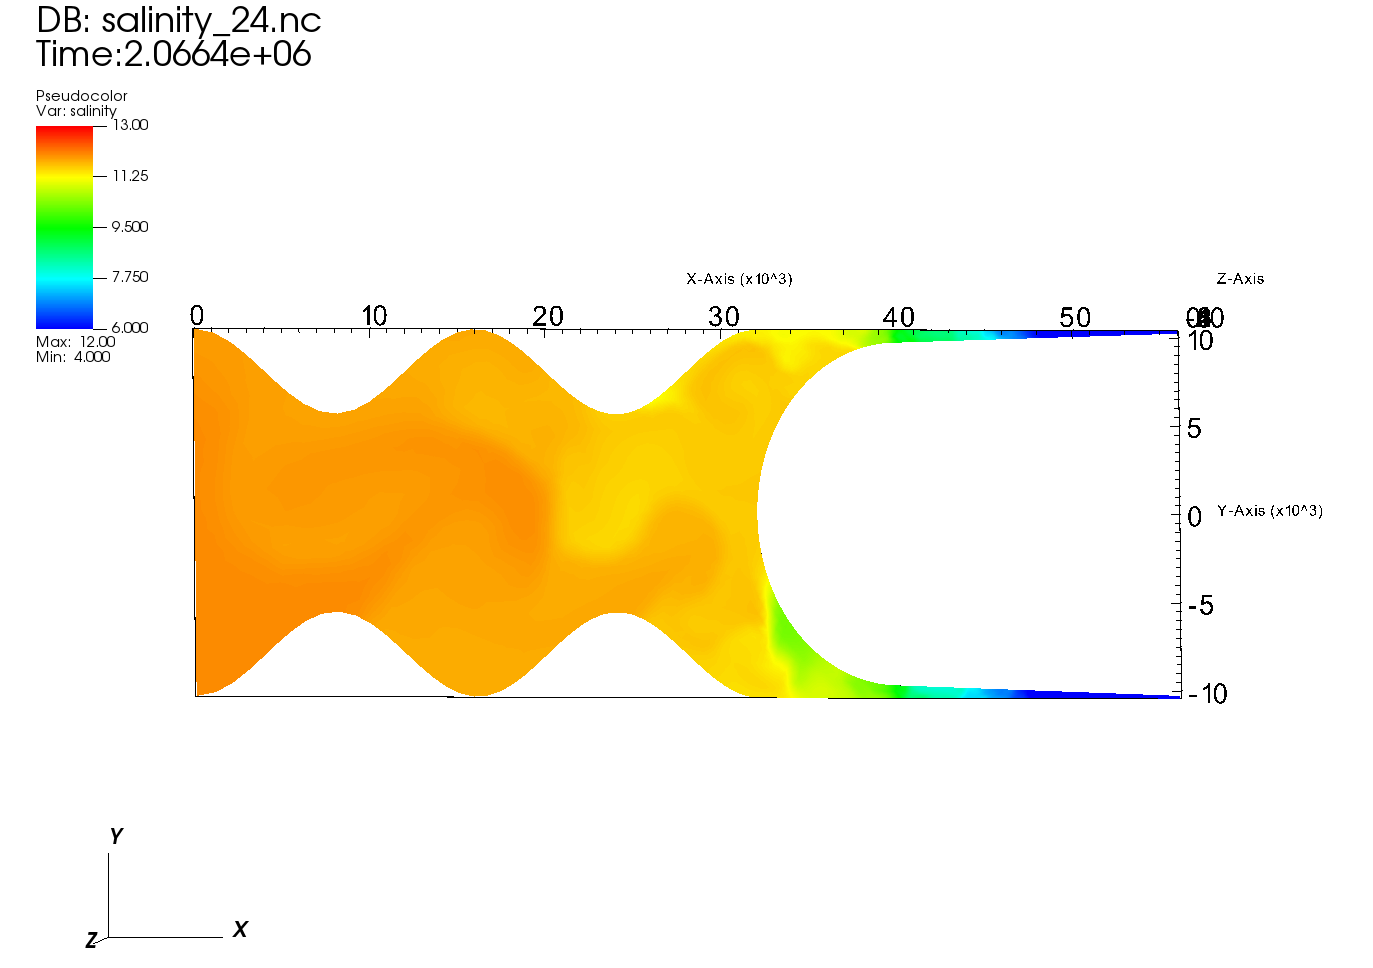 DB: salinity_24.nc
Time:2.0664e+06
Pseudocolor
Var: salinity
13.00
11.25
9.500
7.750
6.000
Max: 12.00
Min: 4.000
X-Axis (x10^3)
Z-Axis
0 10 20 30 40 50
10
5
0 Y-Axis (x10^3)
-5
-10
Y
X
Z